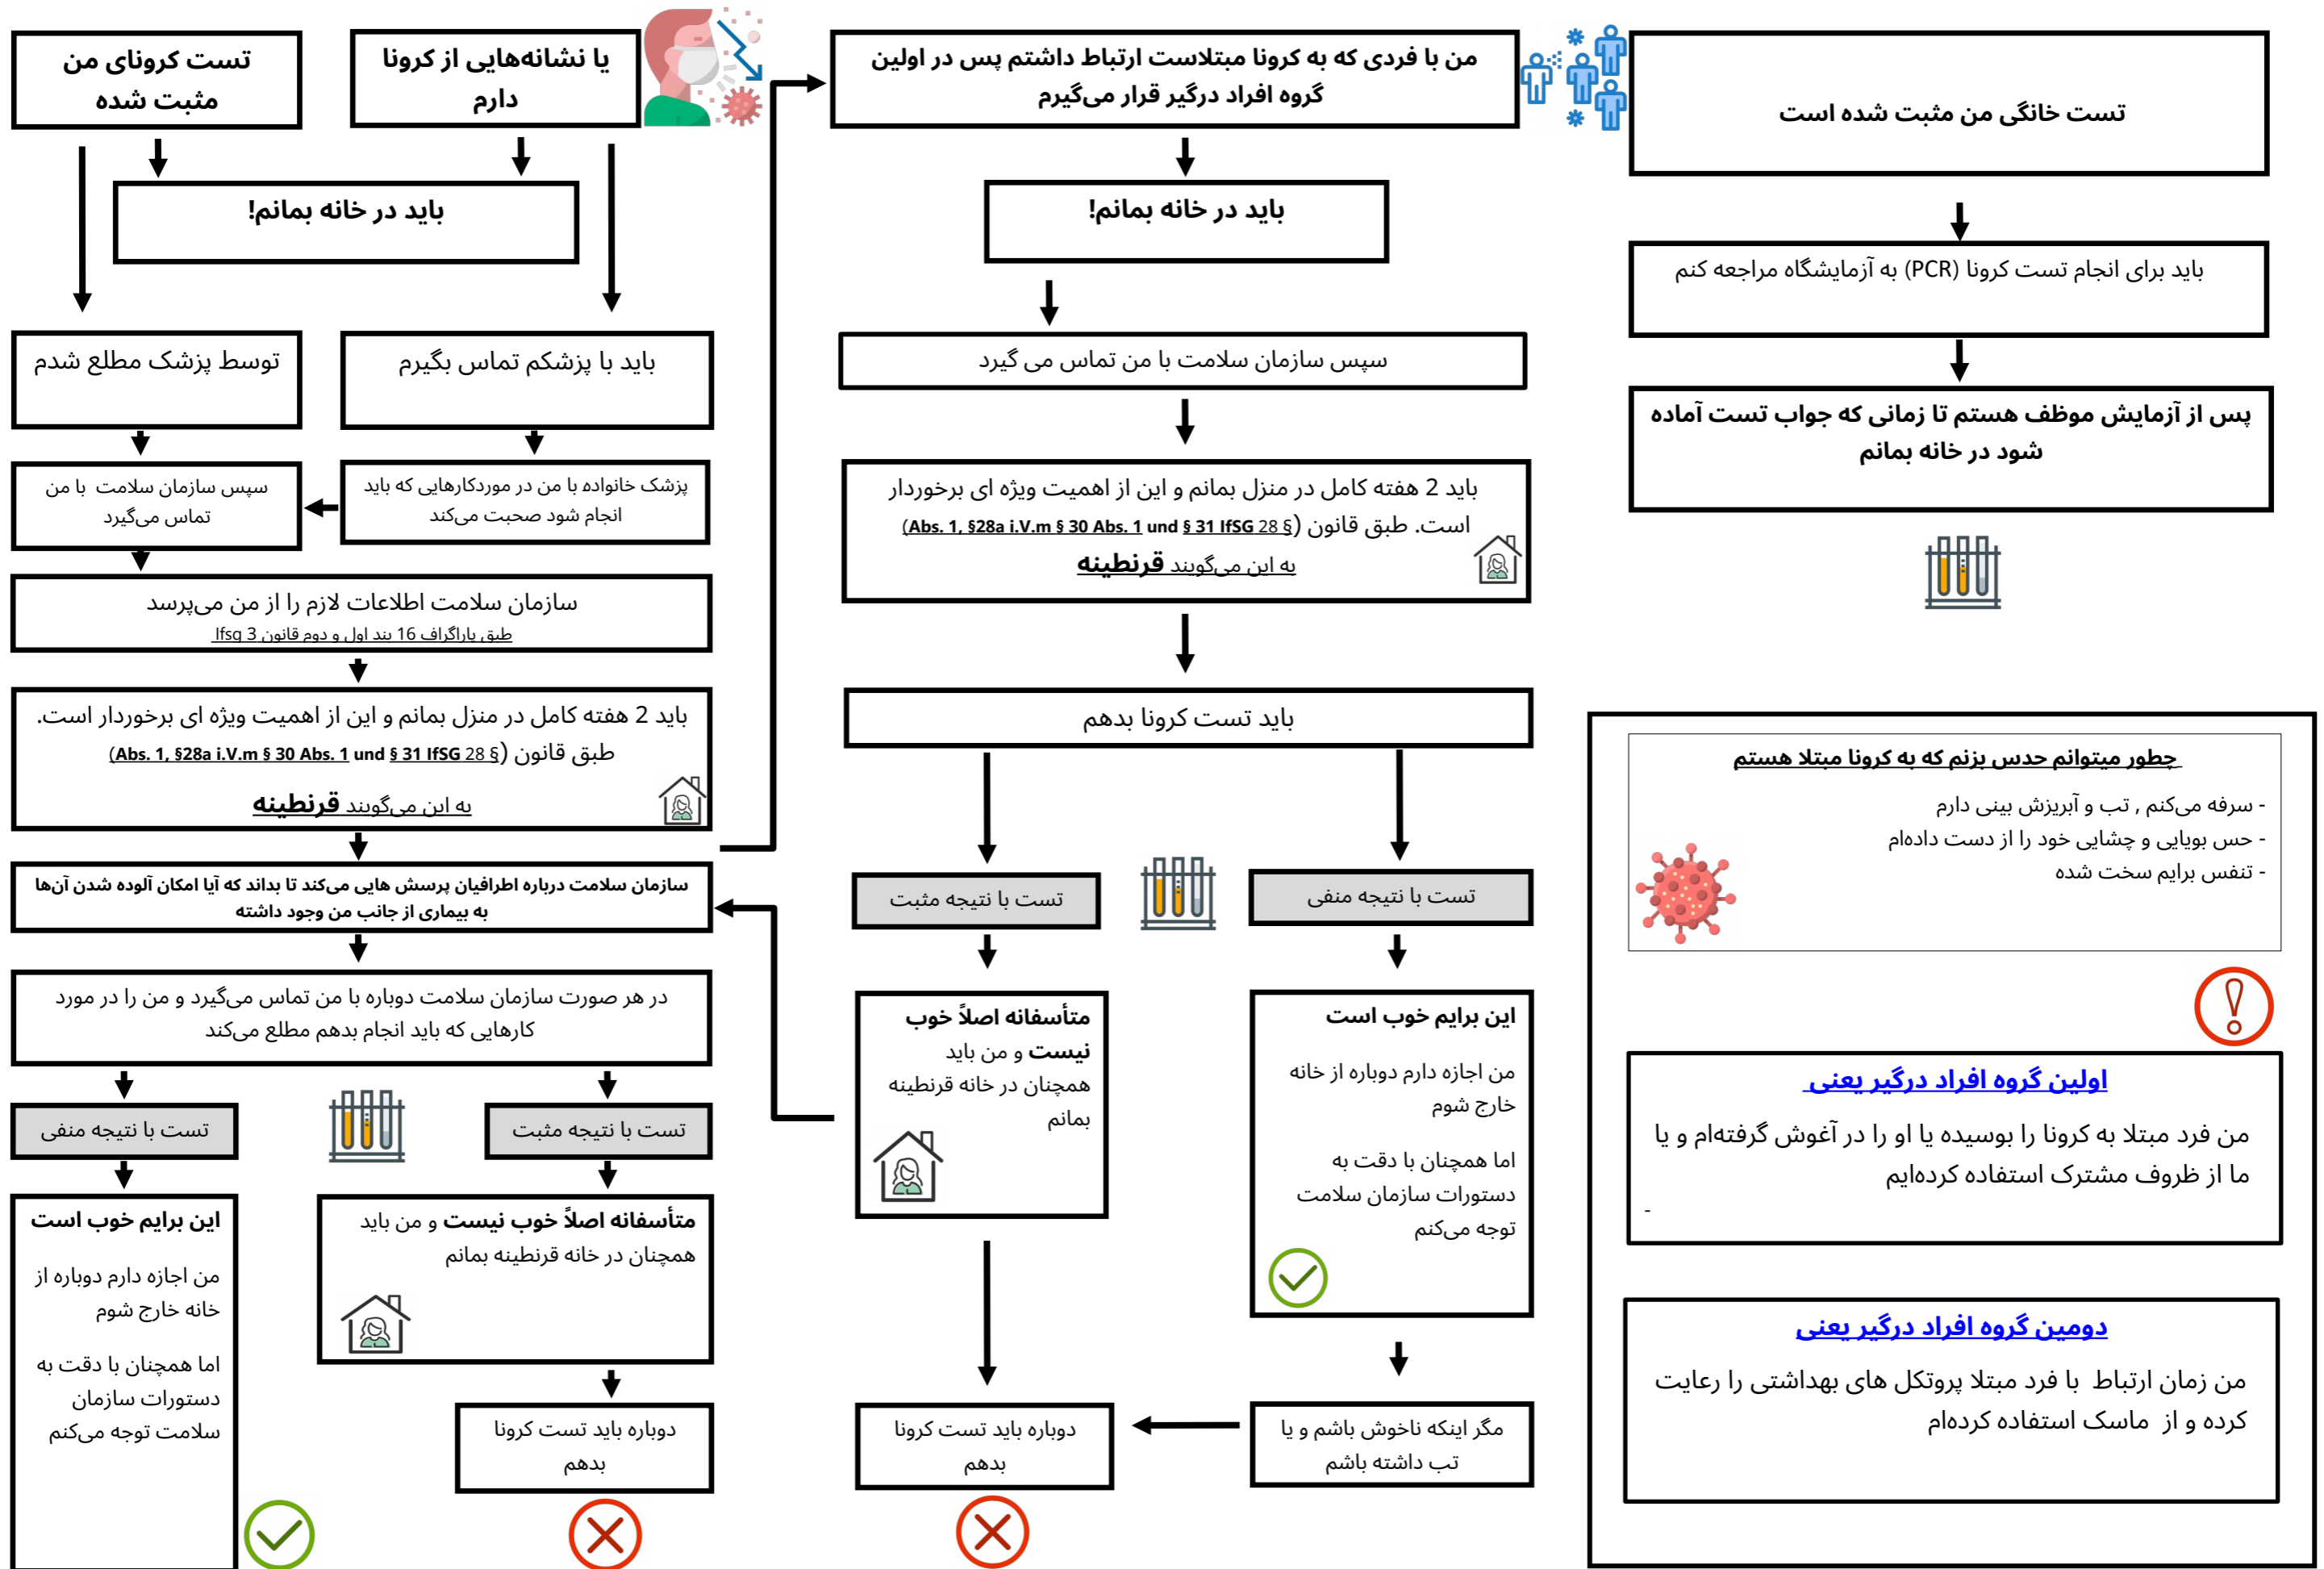 تست کرونای من
مثبت شده
یا نشانه‌هایی از کرونا
دارم
باید در خانه بمانم!
توسط پزشک مطلع شدم
باید با پزشکم تماس بگیرم
پزشک خانواده با من در موردکارهایی که باید
انجام شود صحبت می‌کند
سپس سازمان سلامت با من
تماس می‌گیرد
سازمان سلامت اطلاعات لازم را از من می‌پرسد
طبق پاراگراف 16 بند اول و دوم قانون Ifsg 3
باید 2 هفته کامل در منزل بمانم و این از اهمیت ویژه ای برخوردار است.
طبق قانون (§ 28 Abs. 1, §28a i.V.m § 30 Abs. 1 und § 31 IfSG)
به این می‌گویند قرنطینه
سازمان سلامت درباره اطرافیان پرسش هایی می‌کند تا بداند که آیا امکان آلوده شدن آن‌ها
به بیماری از جانب من وجود داشته
در هر صورت سازمان سلامت دوباره با من تماس می‌گیرد و من را در مورد
کارهایی که باید انجام بدهم مطلع می‌کند
تست با نتیجه منفی
تست با نتیجه مثبت
این برایم خوب است
من اجازه دارم دوباره از
خانه خارج شوم
اما همچنان با دقت به
دستورات سازمان
سلامت توجه می‌کنم
متأسفانه اصلاً خوب نیست و من باید
همچنان در خانه قرنطینه بمانم
دوباره باید تست کرونا
بدهم
من با فردی که به کرونا مبتلاست ارتباط داشتم پس در اولین
گروه افراد درگیر قرار می‌گیرم
باید در خانه بمانم!
سپس سازمان سلامت با من تماس می گیرد
باید 2 هفته کامل در منزل بمانم و این از اهمیت ویژه ای برخوردار
است. طبق قانون (§ 28 Abs. 1, §28a i.V.m § 30 Abs. 1 und § 31 IfSG)
به این می‌گویند قرنطینه
باید تست کرونا بدهم
تست با نتیجه مثبت
تست با نتیجه منفی
متأسفانه اصلاً خوب
نیست و من باید
همچنان در خانه قرنطینه
بمانم
این برایم خوب است
من اجازه دارم دوباره از خانه
خارج شوم
اما همچنان با دقت به
دستورات سازمان سلامت
توجه می‌کنم
دوباره باید تست کرونا
بدهم
مگر اینکه ناخوش باشم و یا
تب داشته باشم
تست خانگی من مثبت شده است
باید برای انجام تست کرونا (PCR) به آزمایشگاه مراجعه کنم
پس از آزمایش موظف هستم تا زمانی که جواب تست آماده
شود در خانه بمانم
چطور میتوانم حدس بزنم که به کرونا مبتلا هستم
- سرفه می‌کنم , تب و آبریزش بینی دارم
- حس بویایی و چشایی خود را از دست داده‌ام
- تنفس برایم سخت شده
اولین گروه افراد درگیر یعنی
من فرد مبتلا به کرونا را بوسیده یا او را در آغوش گرفته‌ام و یا
ما از ظروف مشترک استفاده کرده‌ایم
-
دومین گروه افراد درگیر یعنی
من زمان ارتباط با فرد مبتلا پروتکل های بهداشتی را رعایت
کرده و از ماسک استفاده کرده‌ام